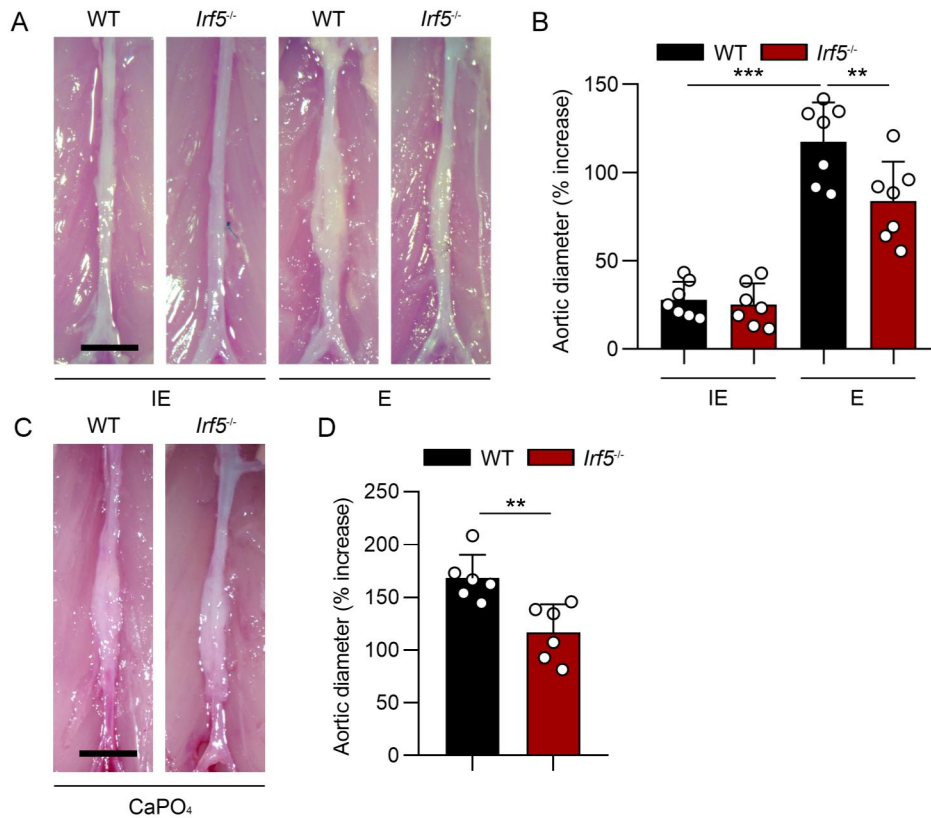 A
WT Irf5-/- WT Irf5-/-
IE E
B
WT Irf5-/-
*** **
Aortic diameter (% increase)
150
100
50
0
IE E
C
WT Irf5-/-
CaPO₄
D
WT Irf5-/-
**
Aortic diameter (% increase)
250
200
150
100
50
0